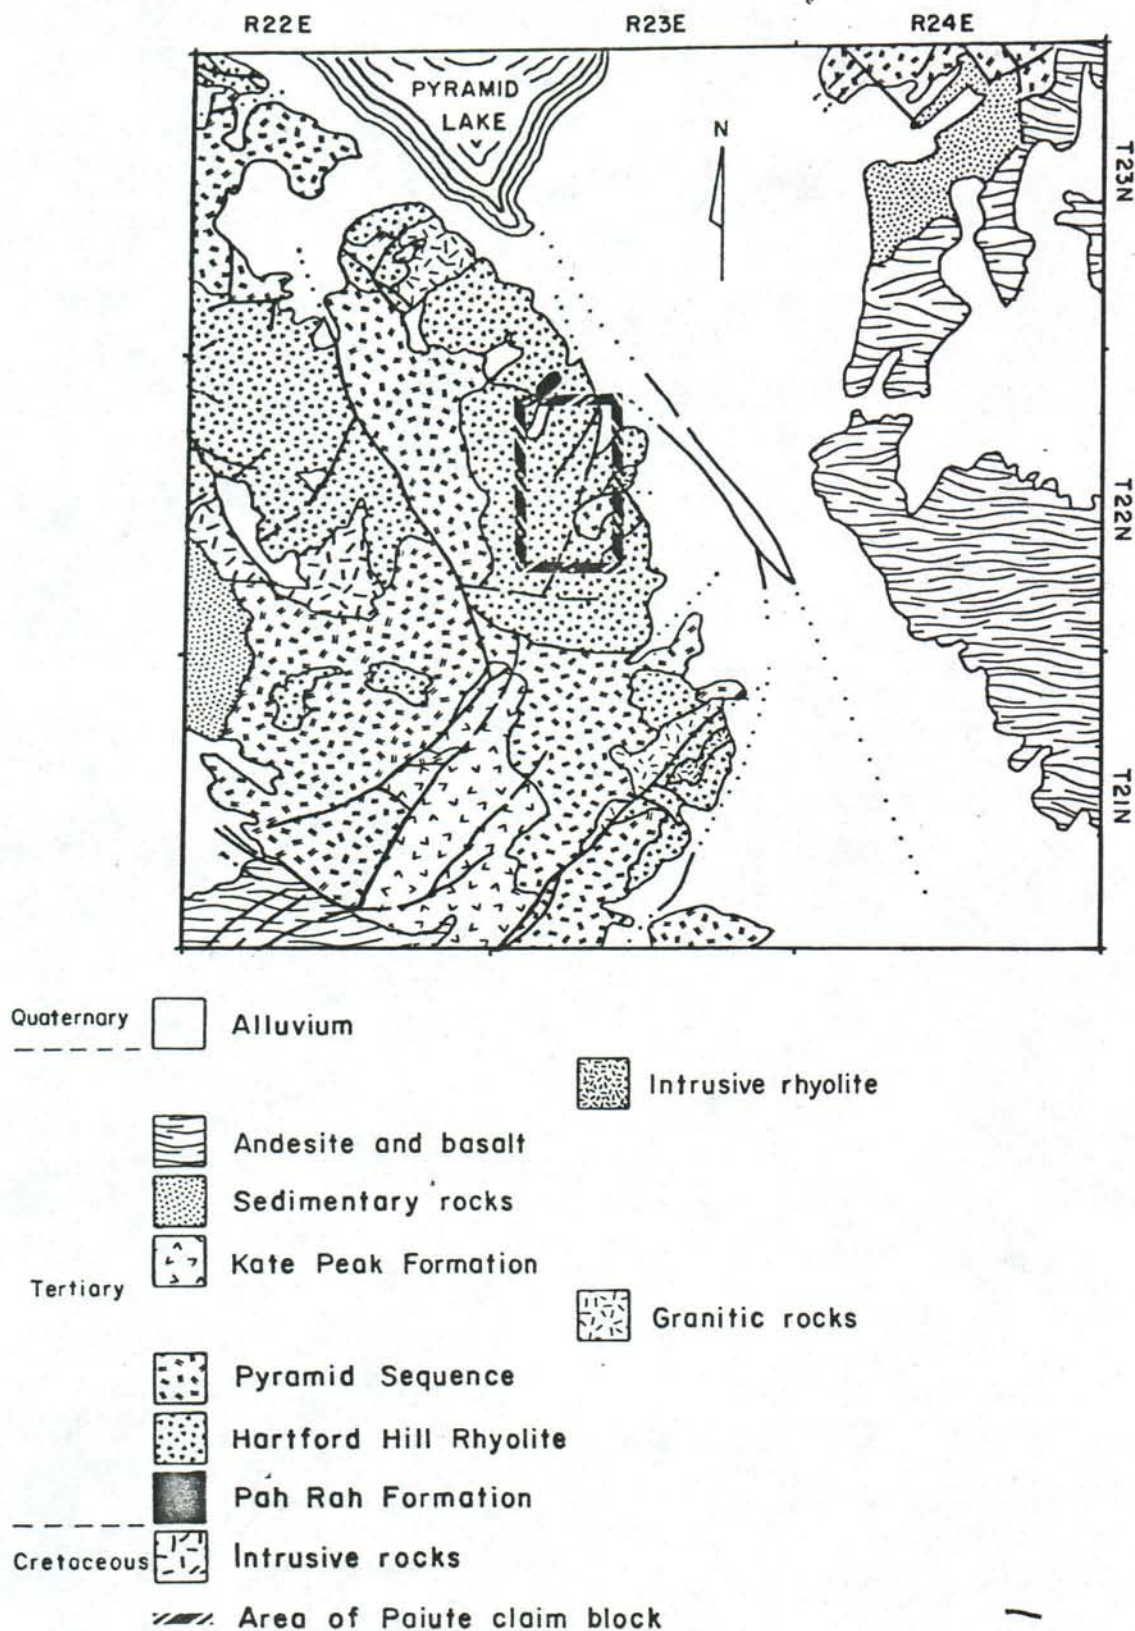 R22E R23E R24E
PYRAMID
LAKE
N
T23N
T22N
T21N
Quaternary
Alluvium
Intrusive rhyolite
Andesite and basalt
Sedimentary rocks
Kate Peak Formation
Tertiary
Granitic rocks
Pyramid Sequence
Hartford Hill Rhyolite
Pah Rah Formation
Cretaceous
Intrusive rocks
Area of Paiute claim block